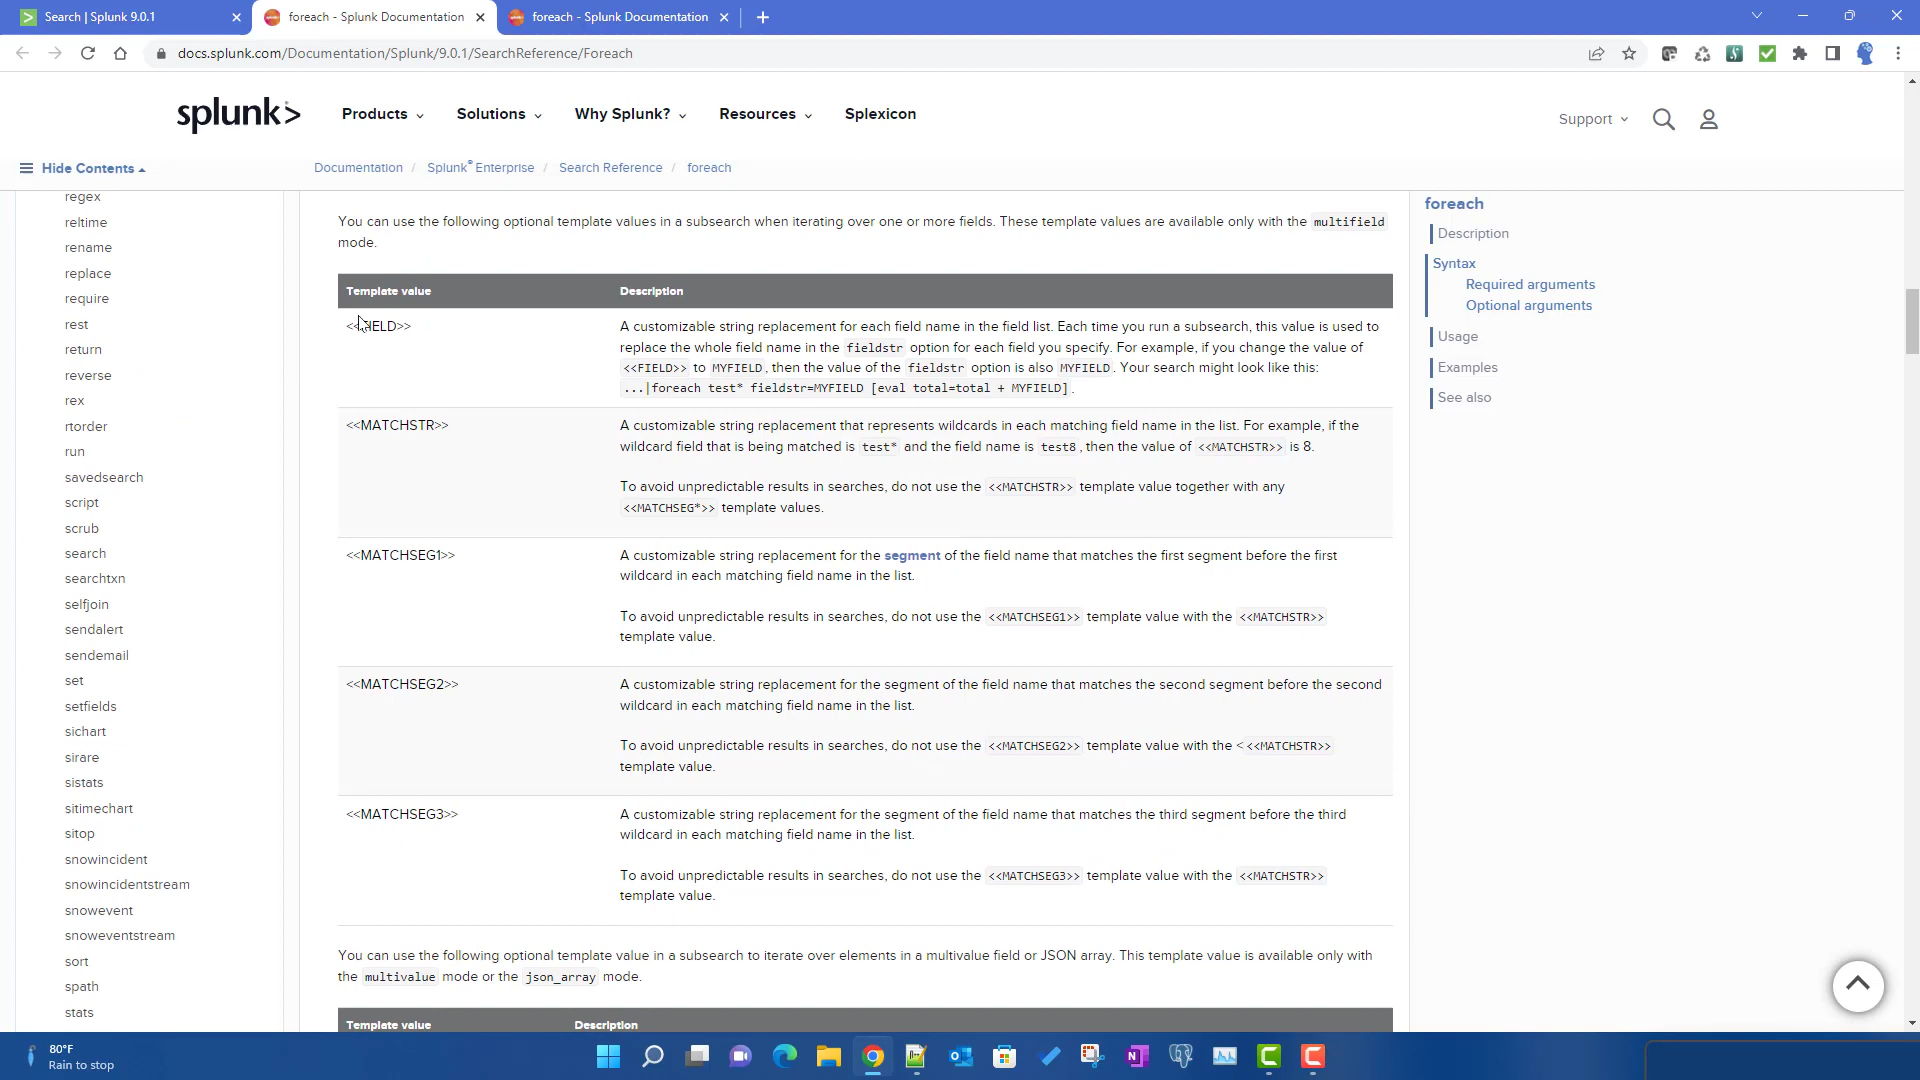 Search | Splunk 9.0.1
foreach - Splunk Documentation
foreach - Splunk Documentation
docs.splunk.com/Documentation/Splunk/9.0.1/SearchReference/Foreach
splunk>
Products
Solutions
Why Splunk?
Resources
Splexicon
Support
Hide Contents
Documentation / Splunk® Enterprise / Search Reference / foreach
regex
reltime
rename
replace
require
rest
return
reverse
rex
rtorder
run
savedsearch
script
scrub
search
searchtxn
selfjoin
sendalert
sendemail
set
setfields
sichart
sirare
sistats
sitimechart
sitop
snowincident
snowincidentstream
snowevent
snoweventstream
sort
spath
stats
You can use the following optional template values in a subsearch when iterating over one or more fields. These template values are available only with the multifield
mode.
Template value Description
<<FIELD>>
A customizable string replacement for each field name in the field list. Each time you run a subsearch, this value is used to
replace the whole field name in the fieldstr option for each field you specify. For example, if you change the value of
<<FIELD>> to MYFIELD, then the value of the fieldstr option is also MYFIELD. Your search might look like this:
...|foreach test* fieldstr=MYFIELD [eval total=total + MYFIELD].
<<MATCHSTR>>
A customizable string replacement that represents wildcards in each matching field name in the list. For example, if the
wildcard field that is being matched is test* and the field name is test8, then the value of <<MATCHSTR>> is 8.
To avoid unpredictable results in searches, do not use the <<MATCHSTR>> template value together with any
<<MATCHSEG*>> template values.
<<MATCHSEG1>>
A customizable string replacement for the segment of the field name that matches the first segment before the first
wildcard in each matching field name in the list.
To avoid unpredictable results in searches, do not use the <<MATCHSEG1>> template value with the <<MATCHSTR>>
template value.
<<MATCHSEG2>>
A customizable string replacement for the segment of the field name that matches the second segment before the second
wildcard in each matching field name in the list.
To avoid unpredictable results in searches, do not use the <<MATCHSEG2>> template value with the <<<MATCHSTR>>
template value.
<<MATCHSEG3>>
A customizable string replacement for the segment of the field name that matches the third segment before the third
wildcard in each matching field name in the list.
To avoid unpredictable results in searches, do not use the <<MATCHSEG3>> template value with the <<MATCHSTR>>
template value.
You can use the following optional template value in a subsearch to iterate over elements in a multivalue field or JSON array. This template value is available only with
the multivalue mode or the json_array mode.
Template value Description
foreach
Description
Syntax
Required arguments
Optional arguments
Usage
Examples
See also
80°F
Rain to stop